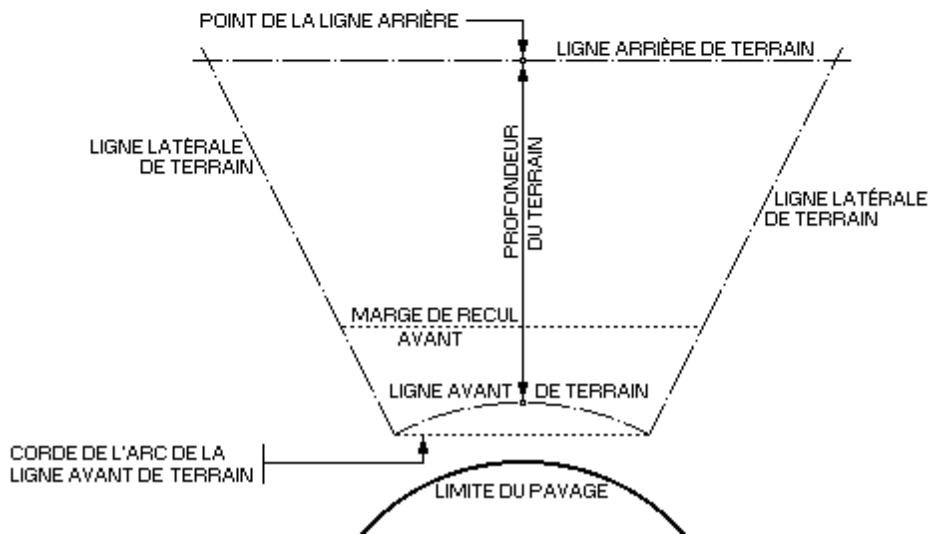 POINT DE LA LIGNE ARRIÈRE
LIGNE ARRIÈRE DE TERRAIN
LIGNE LATÉRALE
DE TERRAIN
PROFONDEUR
DU TERRAIN
LIGNE LATÉRALE
DE TERRAIN
MARGE DE RECUL
AVANT
LIGNE AVANT DE TERRAIN
CORDE DE L'ARC DE LA
LIGNE AVANT DE TERRAIN
LIMITE DU PAVAGE